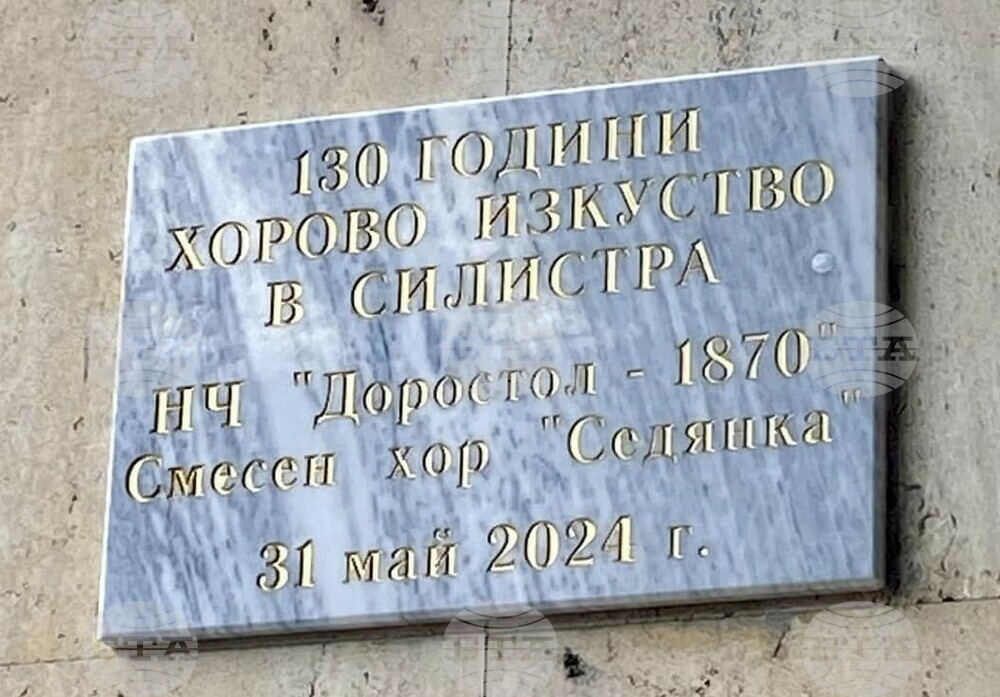 130 ГОДИНИ
ХОРОВО ИЗКУСТВО
В СИЛИСТРА
НЧ "Доростол - 1870"
Смесен хор "Седянка"
31 май 2024 г.